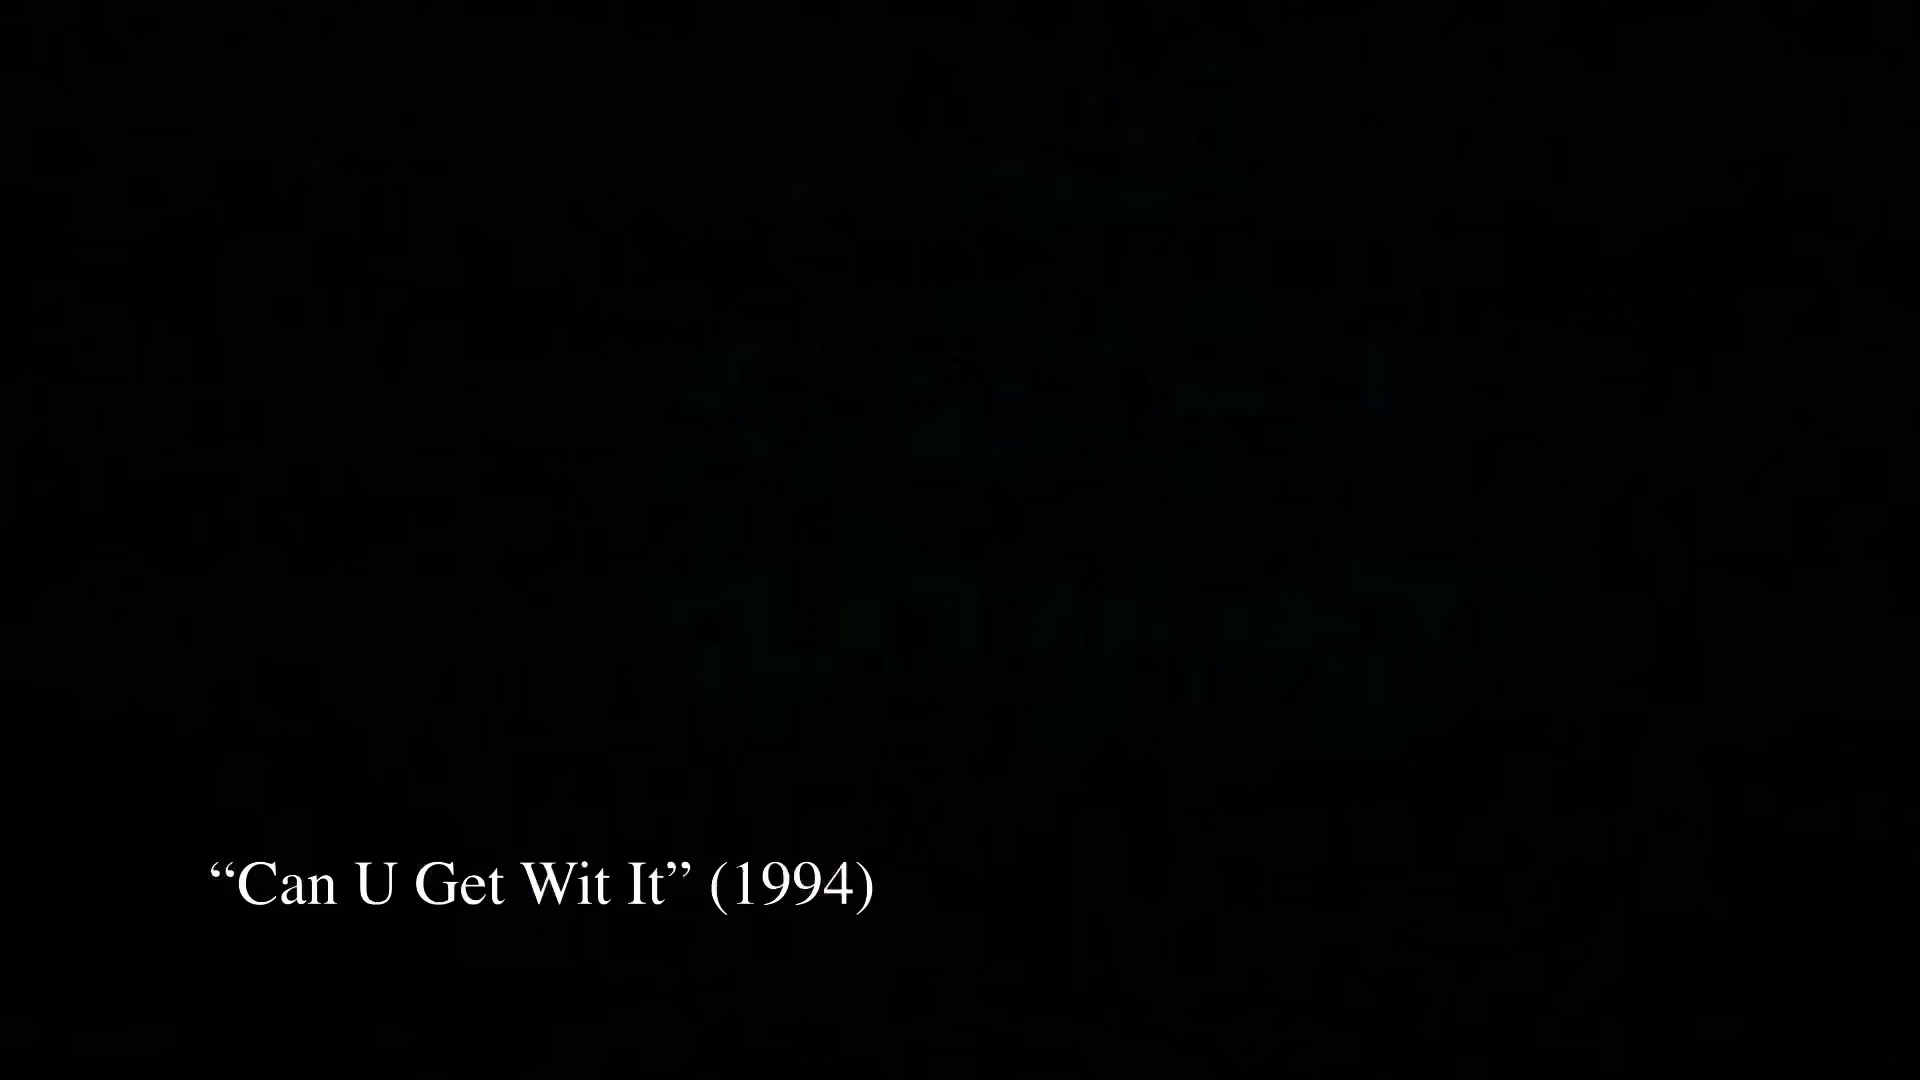 “Can U Get Wit It” (1994)